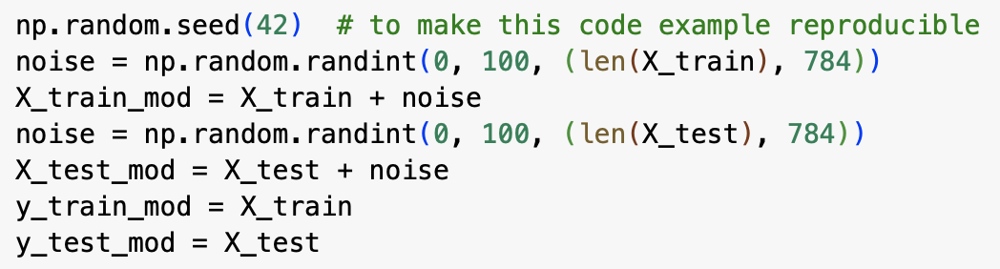 np.random.seed(42)  # to make this code example reproducible
noise = np.random.randint(0, 100, (len(X_train), 784))
X_train_mod = X_train + noise
noise = np.random.randint(0, 100, (len(X_test), 784))
X_test_mod = X_test + noise
y_train_mod = X_train
y_test_mod = X_test